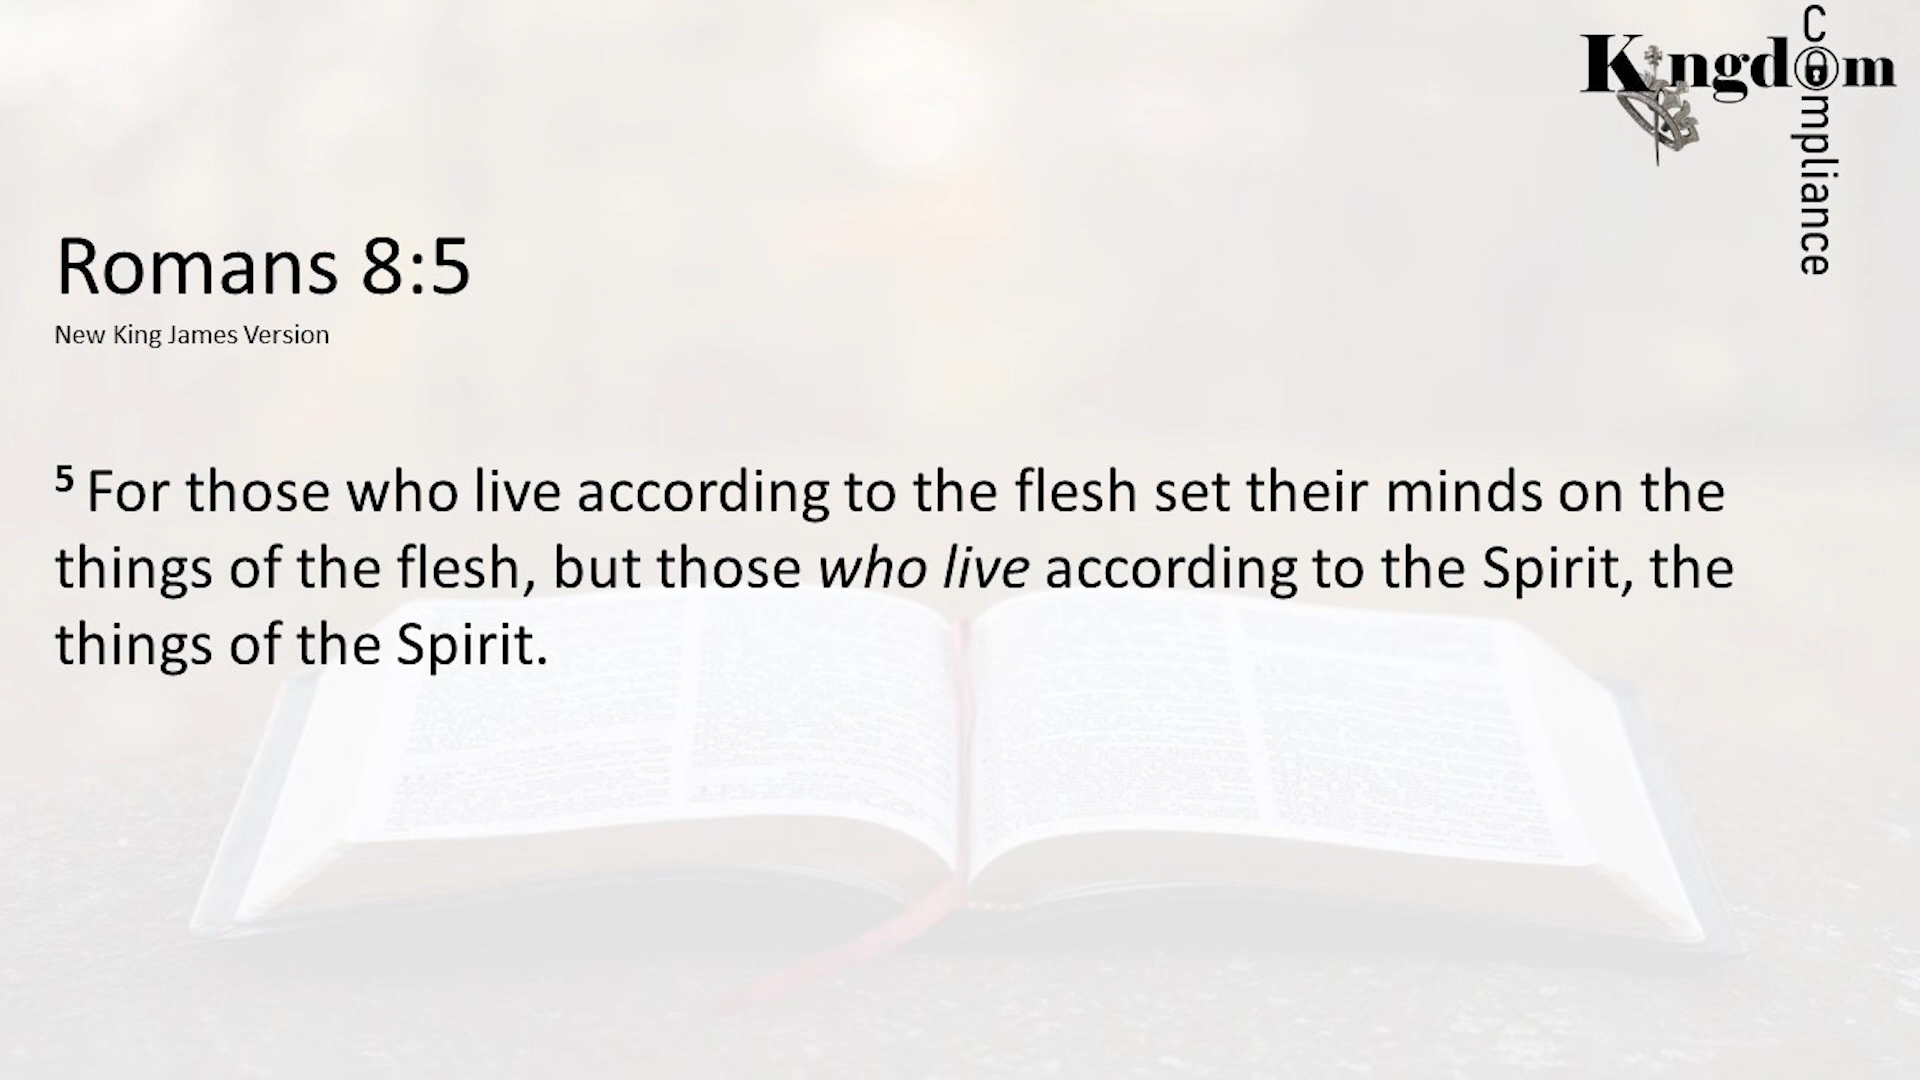 Kingdom
Compliance
Romans 8:5
New King James Version
5 For those who live according to the flesh set their minds on the
things of the flesh, but those who live according to the Spirit, the
things of the Spirit.